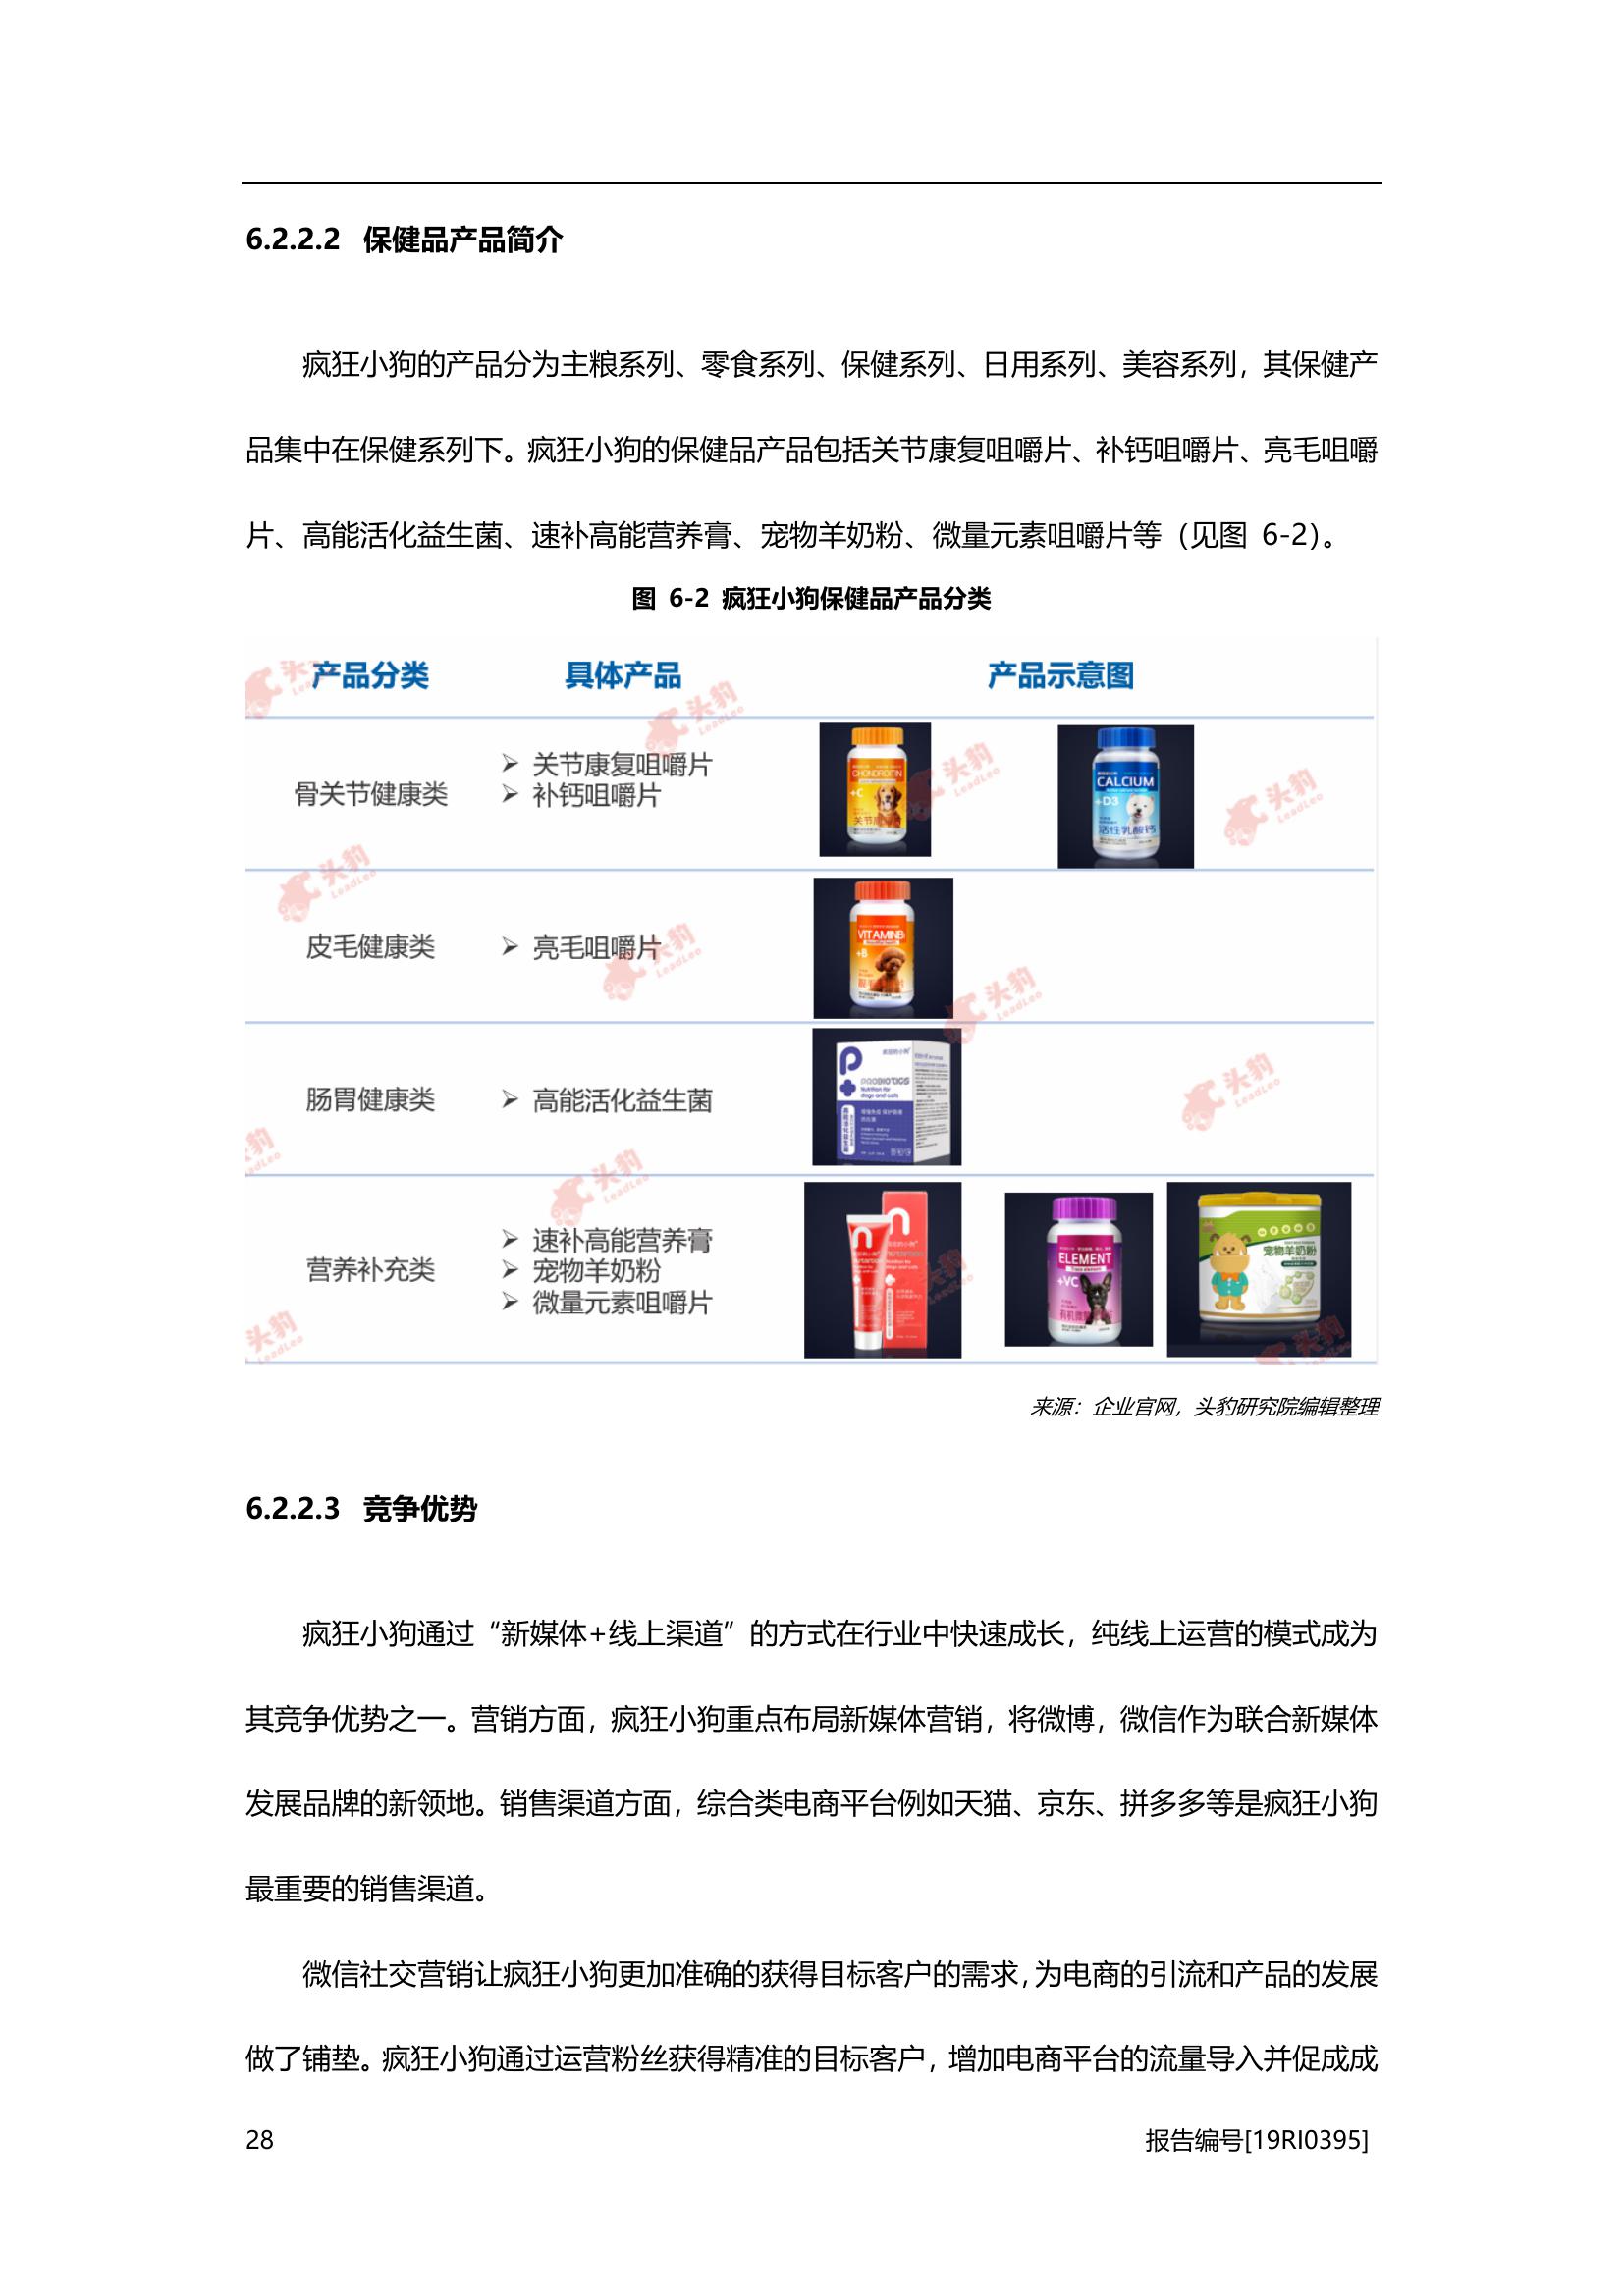 6.2.2.2 保健品产品简介
疯狂小狗的产品分为主粮系列、零食系列、保健系列、日用系列、美容系列，其保健产
品集中在保健系列下。疯狂小狗的保健品产品包括关节康复咀嚼片、补钙咀嚼片、亮毛咀嚼
片、高能活化益生菌、速补高能营养膏、宠物羊奶粉、微量元素咀嚼片等（见图 6-2）。
图 6-2 疯狂小狗保健品产品分类
产品分类 具体产品 产品示意图
骨关节健康类
➢ 关节康复咀嚼片
➢ 补钙咀嚼片
CHONDROITIN
+C
CALCIUM
+D3
活性乳酸钙
皮毛健康类
➢ 亮毛咀嚼片
VITAMINB
+B
肠胃健康类
➢ 高能活化益生菌
PROBIOTICS
Nutrition for
dogs and cats
营养补充类
➢ 速补高能营养膏
➢ 宠物羊奶粉
➢ 微量元素咀嚼片
ELEMENT
+VC
宠物羊奶粉
头豹
LeadLeo
来源：企业官网，头豹研究院编辑整理
6.2.2.3 竞争优势
疯狂小狗通过“新媒体+线上渠道”的方式在行业中快速成长，纯线上运营的模式成为
其竞争优势之一。营销方面，疯狂小狗重点布局新媒体营销，将微博，微信作为联合新媒体
发展品牌的新领地。销售渠道方面，综合类电商平台例如天猫、京东、拼多多等是疯狂小狗
最重要的销售渠道。
微信社交营销让疯狂小狗更加准确的获得目标客户的需求，为电商的引流和产品的发展
做了铺垫。疯狂小狗通过运营粉丝获得精准的目标客户，增加电商平台的流量导入并促成成
28 报告编号[19RI0395]